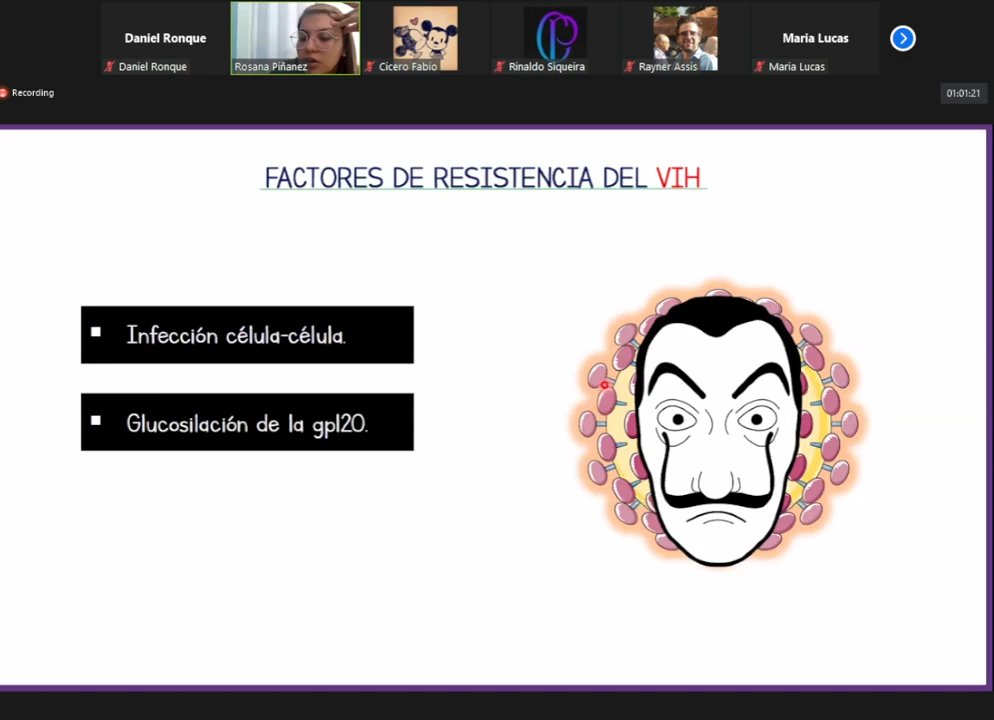 Daniel Ronque
Maria Lucas
Daniel Ronque
Rosana Piñanez
Cicero Fabio
Rinaldo Siqueira
Rayner Assis
Maria Lucas
Recording
01:01:21
FACTORES DE RESISTENCIA DEL VIH
Infección célula-célula.
Glucosilación de la gp120.